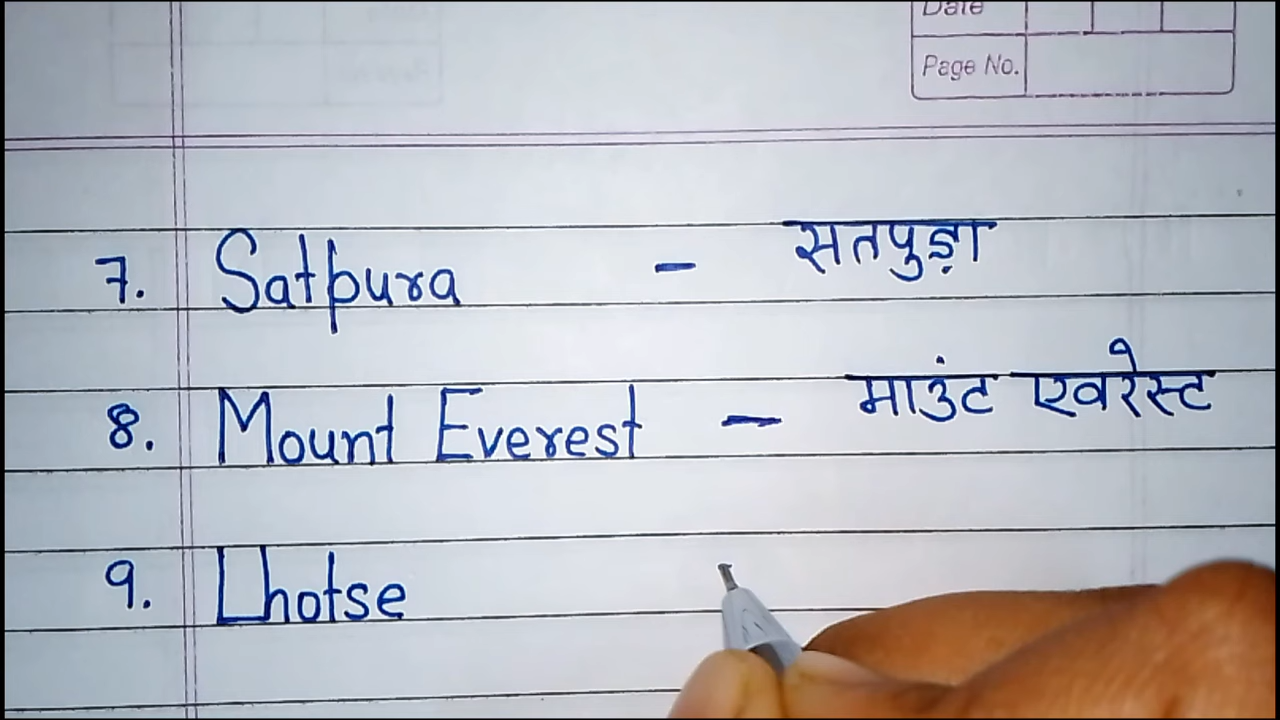 Date
Page No.
7. Satpura - सतपुड़ा
8. Mount Everest - माउंट एवरेस्ट
9. Lhotse